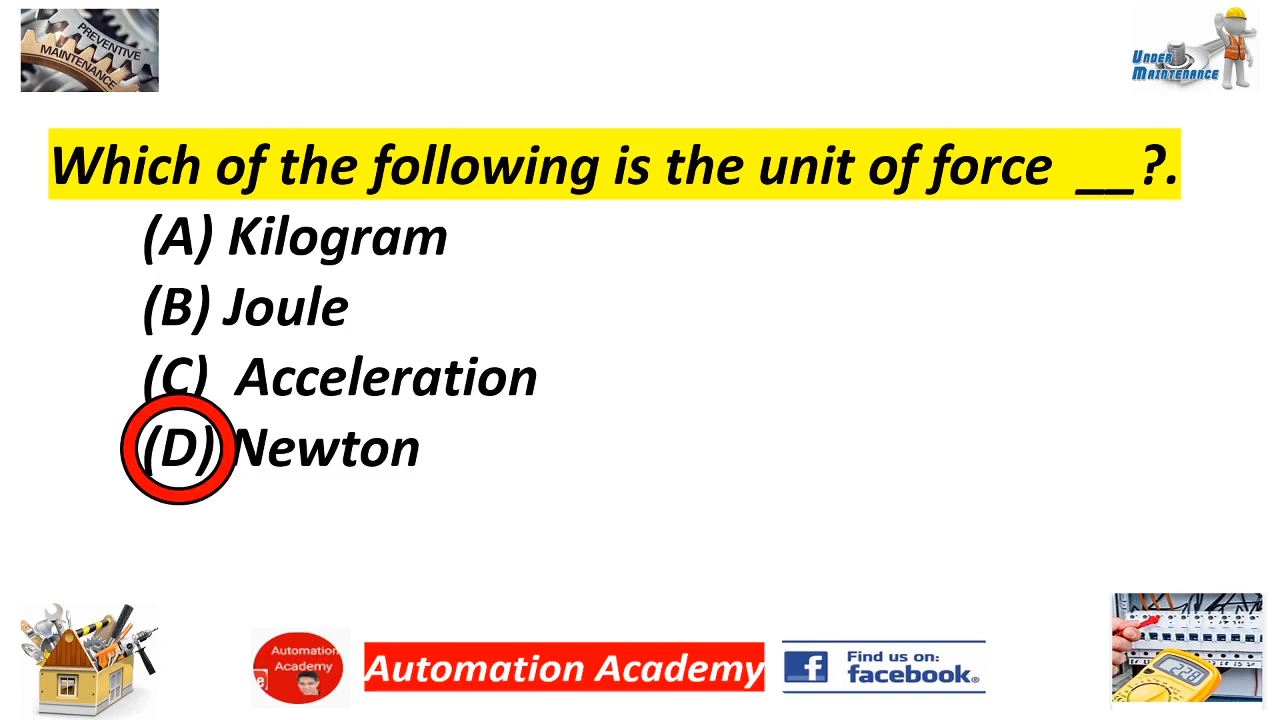 PREVENTIVE
MAINTENANCE
UNDER
MAINTENANCE
Which of the following is the unit of force __?.
(A) Kilogram
(B) Joule
(C) Acceleration
(D) Newton
Automation
Academy
Automation Academy
Find us on:
facebook®